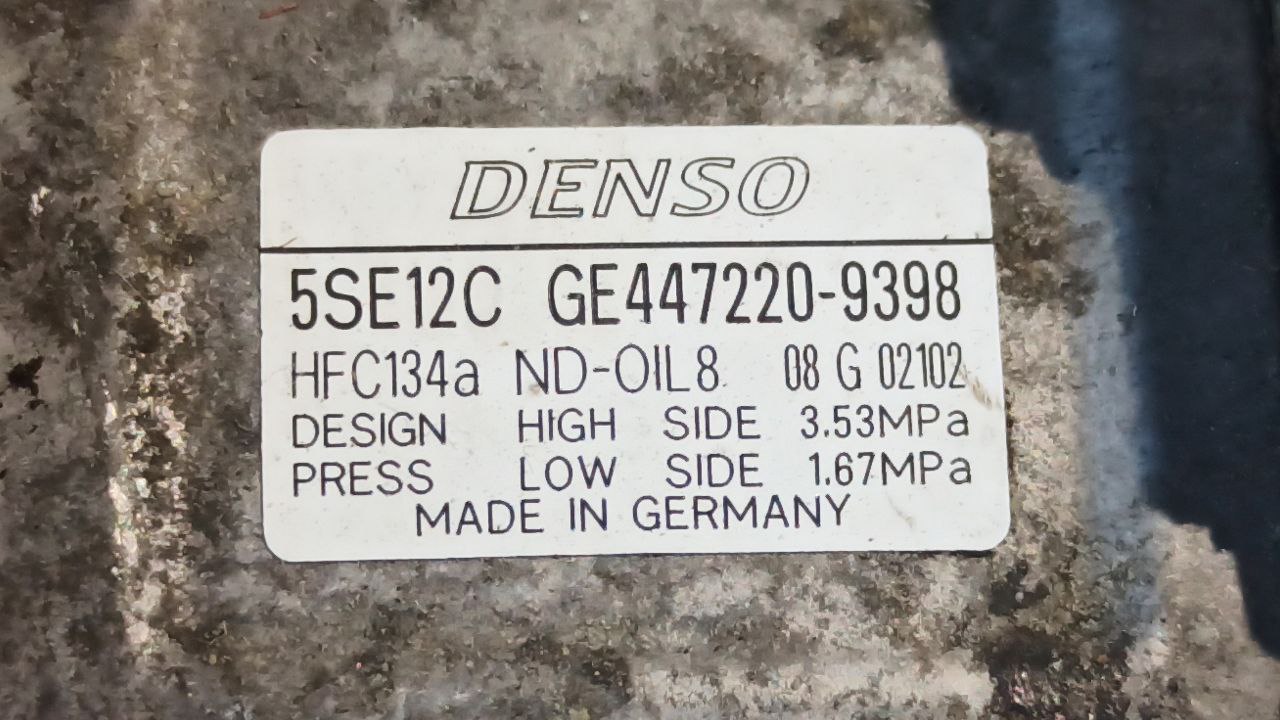 DENSO
5SE12C GE447220-9398
HFC134a ND-OIL8 08 G 02102
DESIGN HIGH SIDE 3.53MPa
PRESS LOW SIDE 1.67MPa
MADE IN GERMANY